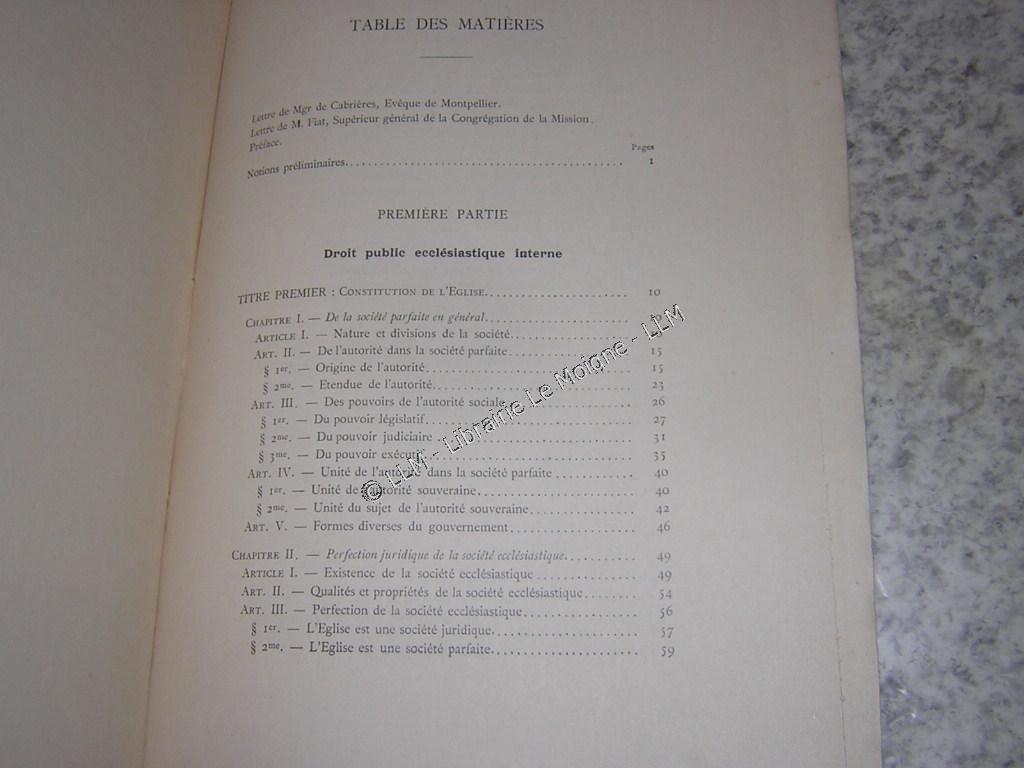 TABLE DES MATIÈRES
Lettre de Mgr de Cabrières, Evêque de Montpellier.
Lettre de M. Fiat, Supérieur général de la Congrégation de la Mission.
Préface.
Pages
Notions préliminaires.................................................... 1
PREMIÈRE PARTIE
Droit public ecclésiastique interne
TITRE PREMIER : CONSTITUTION DE L'EGLISE........................ 10
CHAPITRE I. — De la société parfaite en général........................
ARTICLE I. — Nature et divisions de la société....................
ART. II. — De l'autorité dans la société parfaite.................... 15
§ 1er. — Origine de l'autorité.................... 15
§ 2me. — Etendue de l'autorité.................... 23
ART. III. — Des pouvoirs de l'autorité sociale.................... 26
§ 1er. — Du pouvoir législatif.................... 27
§ 2me. — Du pouvoir judiciaire.................... 31
§ 3me. — Du pouvoir exécutif.................... 35
ART. IV. — Unité de l'autorité dans la société parfaite............ 40
§ 1er. — Unité de l'autorité souveraine.................... 40
§ 2me. — Unité du sujet de l'autorité souveraine............ 42
ART. V. — Formes diverses du gouvernement.................... 46
CHAPITRE II. — Perfection juridique de la société ecclésiastique.......... 49
ARTICLE I. — Existence de la société ecclésiastique.............. 49
ART. II. — Qualités et propriétés de la société ecclésiastique........ 54
ART. III. — Perfection de la société ecclésiastique................ 56
§ 1er. — L'Eglise est une société juridique.................... 57
§ 2me. — L'Eglise est une société parfaite.................... 59
© LLM - Librairie Le Moigne - LLM